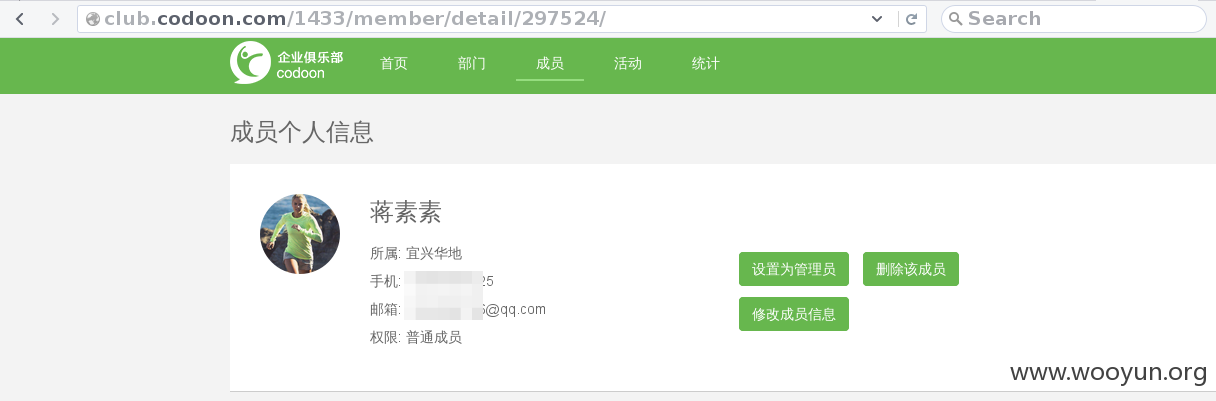 club.codoon.com/1433/member/detail/297524/
Search
企业俱乐部
codoon
首页 部门 成员 活动 统计
成员个人信息
蒋素素
所属: 宜兴华地
手机: 25
邮箱: 6@qq.com
权限: 普通成员
设置为管理员 删除该成员
修改成员信息
www.wooyun.org